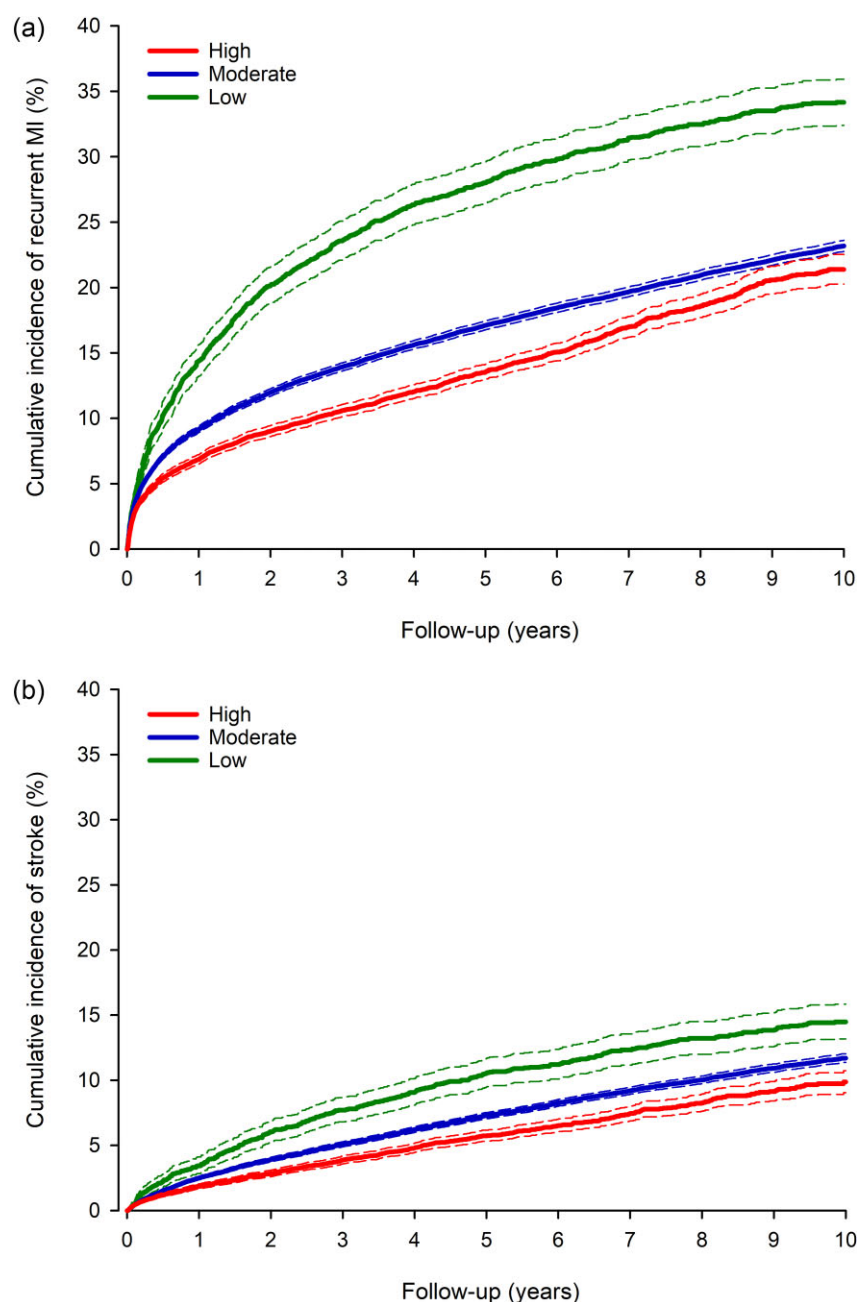 (a)
High
Moderate
Low
Cumulative incidence of recurrent MI (%)
40
35
30
25
20
15
10
5
0
0 1 2 3 4 5 6 7 8 9 10
Follow-up (years)
(b)
High
Moderate
Low
Cumulative incidence of stroke (%)
40
35
30
25
20
15
10
5
0
0 1 2 3 4 5 6 7 8 9 10
Follow-up (years)